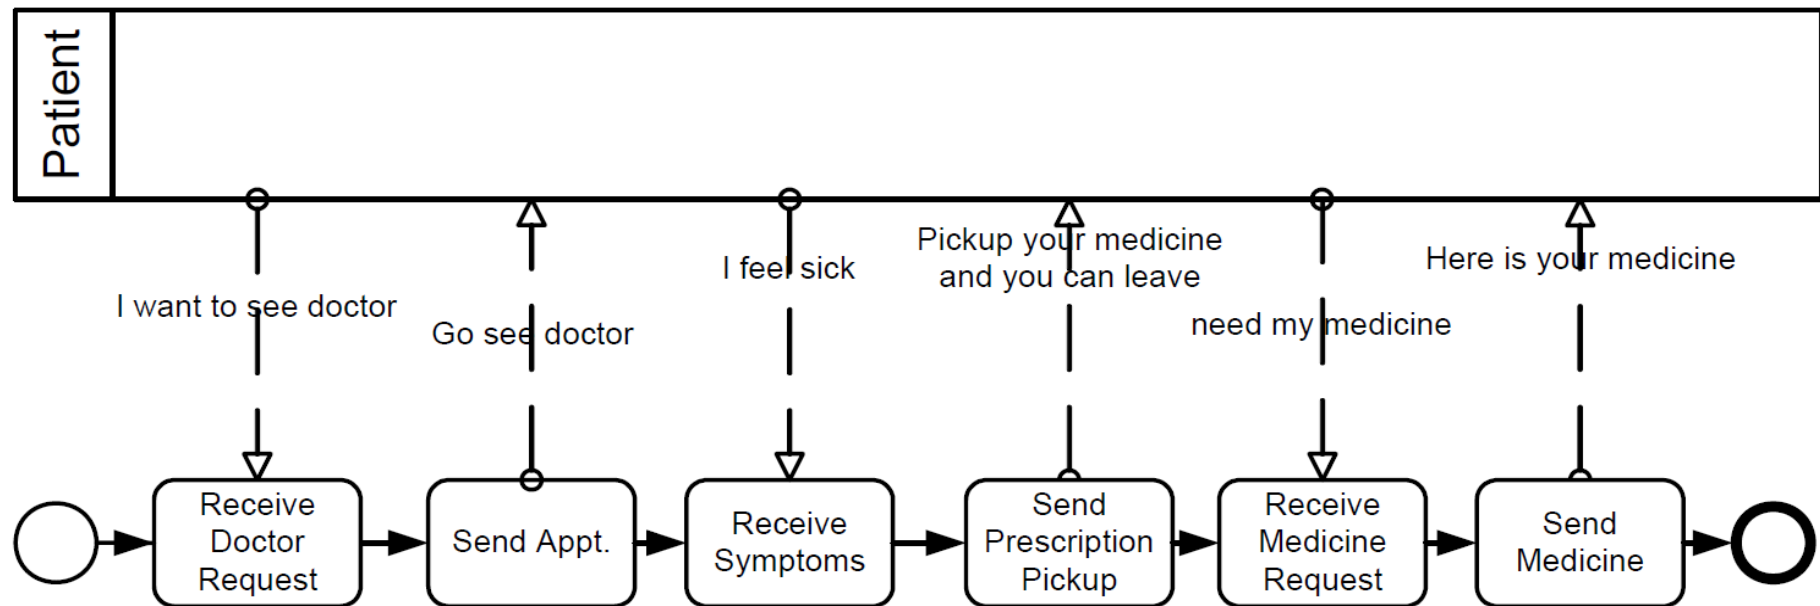 Patient
I want to see doctor
Go see doctor
I feel sick
Pickup your medicine
and you can leave
need my medicine
Here is your medicine
Receive
Doctor
Request
Send Appt.
Receive
Symptoms
Send
Prescription
Pickup
Receive
Medicine
Request
Send
Medicine